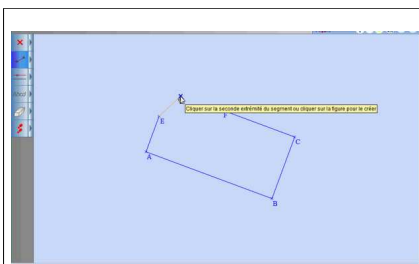 Cliquer sur la seconde extrémité du segment ou cliquer sur la figure pour le créer
E
F
C
A
B